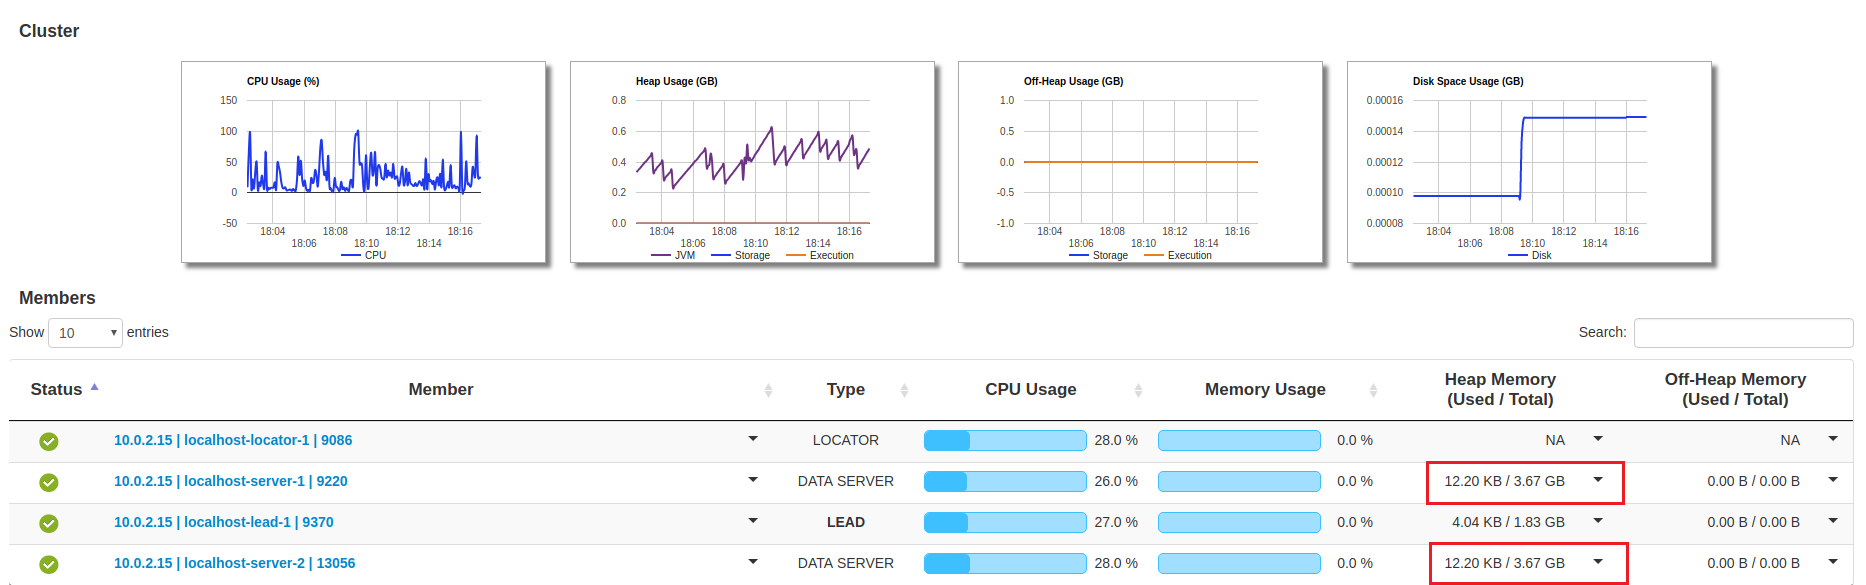 Cluster
CPU Usage (%)
150
100
50
0
-50
18:04 18:08 18:12 18:16
18:06 18:10 18:14
CPU
Heap Usage (GB)
0.8
0.6
0.4
0.2
0.0
18:04 18:08 18:12 18:16
18:06 18:10 18:14
JVM Storage Execution
Off-Heap Usage (GB)
1.0
0.5
0.0
-0.5
-1.0
18:04 18:08 18:12 18:16
18:06 18:10 18:14
Storage Execution
Disk Space Usage (GB)
0.00016
0.00014
0.00012
0.00010
0.00008
18:04 18:08 18:12 18:16
18:06 18:10 18:14
Disk
Members
Show 10 entries Search:
Status Member Type CPU Usage Memory Usage Heap Memory (Used / Total) Off-Heap Memory (Used / Total)
10.0.2.15 | localhost-locator-1 | 9086 LOCATOR 28.0 % 0.0 % NA NA
10.0.2.15 | localhost-server-1 | 9220 DATA SERVER 26.0 % 0.0 % 12.20 KB / 3.67 GB 0.00 B / 0.00 B
10.0.2.15 | localhost-lead-1 | 9370 LEAD 27.0 % 0.0 % 4.04 KB / 1.83 GB 0.00 B / 0.00 B
10.0.2.15 | localhost-server-2 | 13056 DATA SERVER 28.0 % 0.0 % 12.20 KB / 3.67 GB 0.00 B / 0.00 B